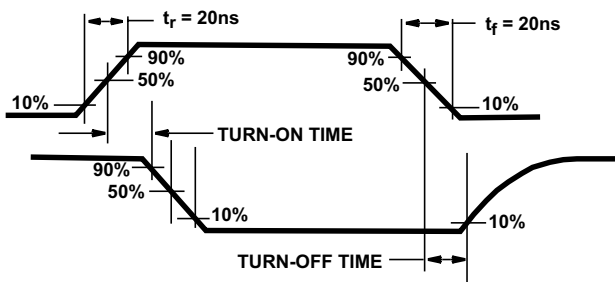 tr = 20ns
tf = 20ns
90%
90%
50%
50%
10%
10%
TURN-ON TIME
90%
50%
10%
10%
TURN-OFF TIME